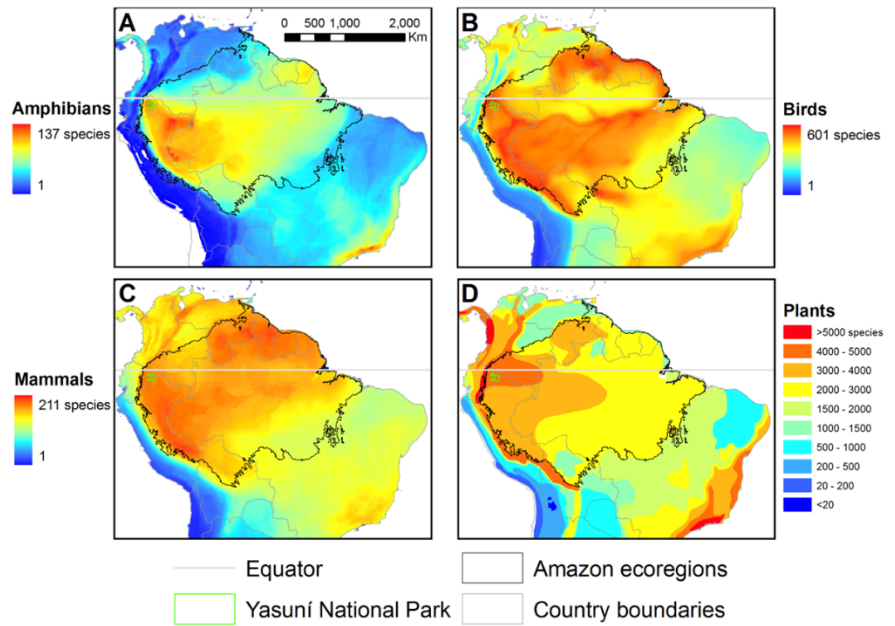 A
0 500 1,000 2,000
Km
Amphibians
137 species
1
B
Birds
601 species
1
C
Mammals
211 species
1
D
Plants
>5000 species
4000 - 5000
3000 - 4000
2000 - 3000
1500 - 2000
1000 - 1500
500 - 1000
200 - 500
20 - 200
<20
Equator
Amazon ecoregions
Yasuní National Park
Country boundaries